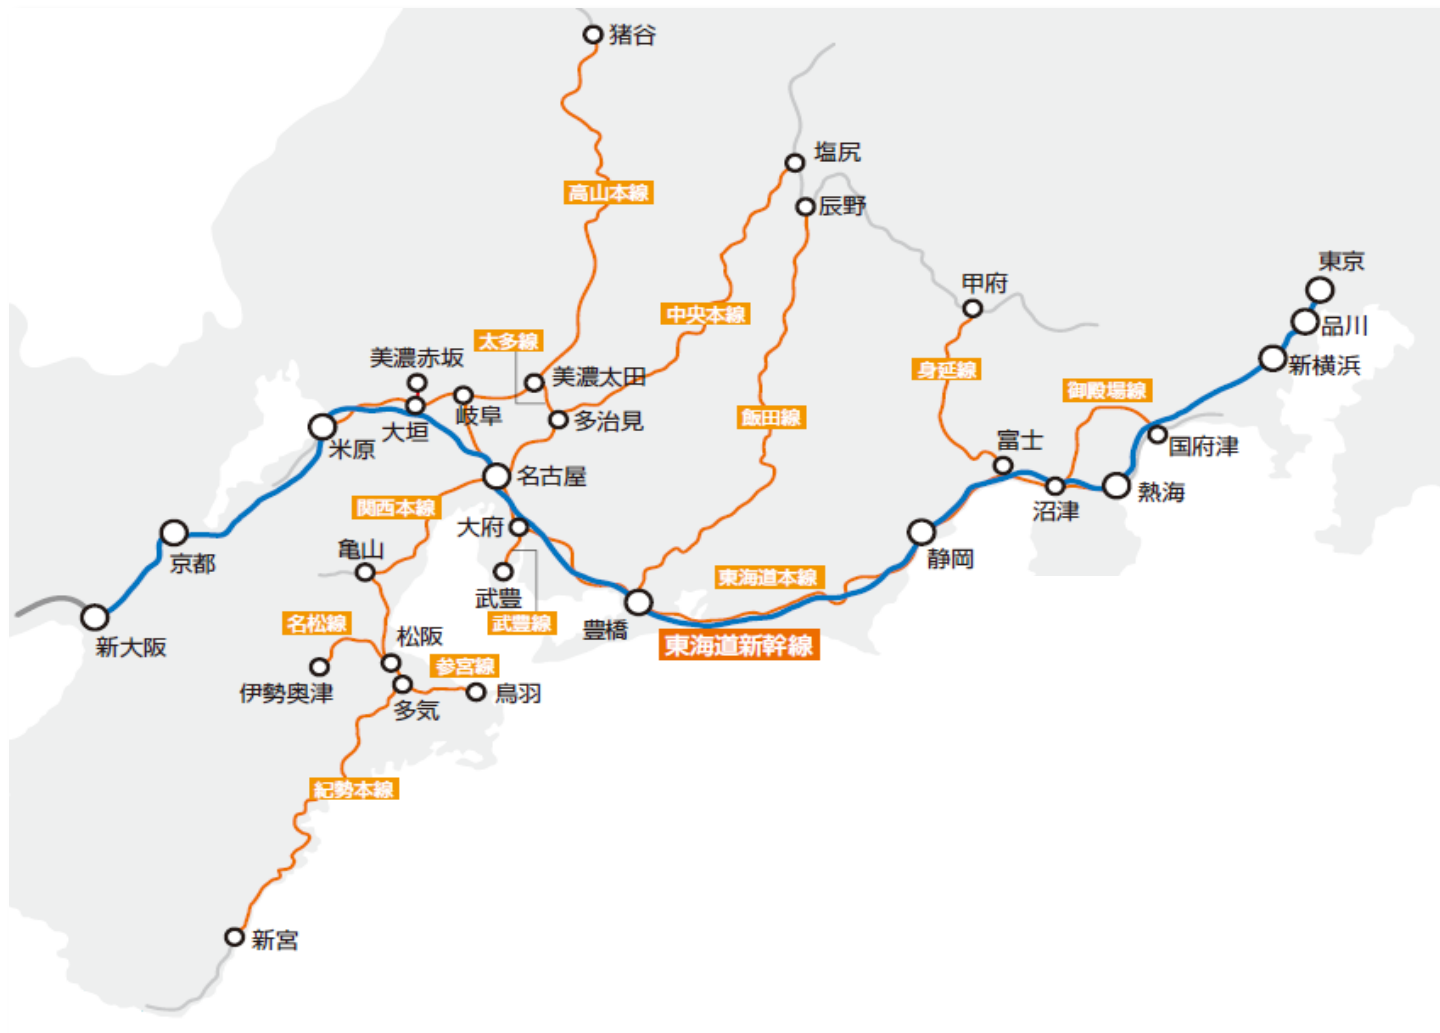 猪谷
塩尻
高山本線
辰野
東京
甲府
中央本線
品川
太多線
美濃赤坂
新横浜
身延線
美濃太田
御殿場線
岐阜
飯田線
多治見
大垣
富士
国府津
米原
名古屋
熱海
関西本線
沼津
大府
静岡
亀山
京都
東海道本線
武豊
名松線
武豊線
豊橋
松阪
新大阪
東海道新幹線
参宮線
伊勢奥津
鳥羽
多気
紀勢本線
新宮